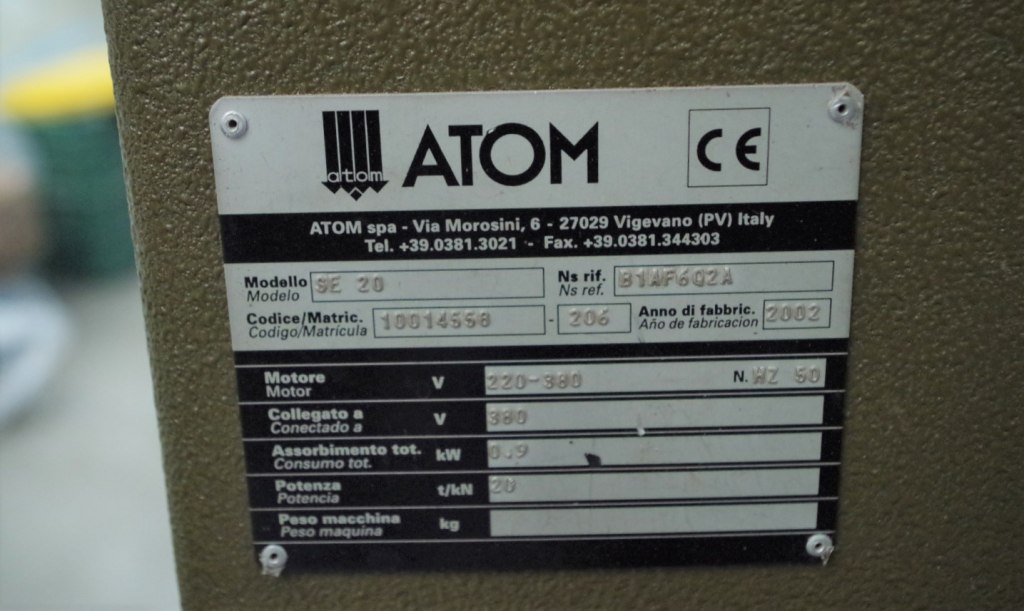 atom ATOM CE
ATOM spa - Via Morosini, 6 - 27029 Vigevano (PV) Italy
Tel. +39.0381.3021 - Fax. +39.0381.344303
Modello SE 20 Ns rif. B1AF6Q2A
Modelo Ns ref.
Codice/Matric. 10014558 - 206 Anno di fabbric. 2002
Codigo/Matrícula Año de fabricacion
Motore V 220-380 N. HZ 50
Motor
Collegato a V 380
Conectado a
Assorbimento tot. kW 0.9
Consumo tot.
Potenza t/kN 20
Potencia
Peso macchina kg
Peso maquina